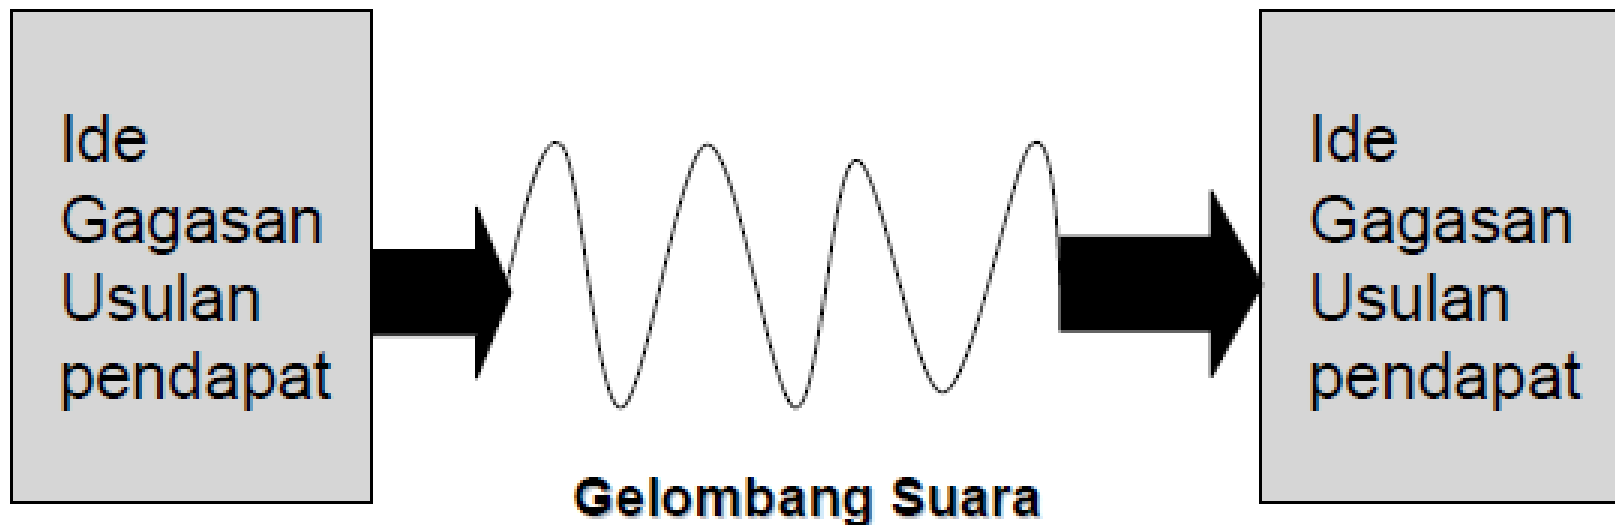 Ide
Gagasan
Usulan
pendapat
Gelombang Suara
Ide
Gagasan
Usulan
pendapat